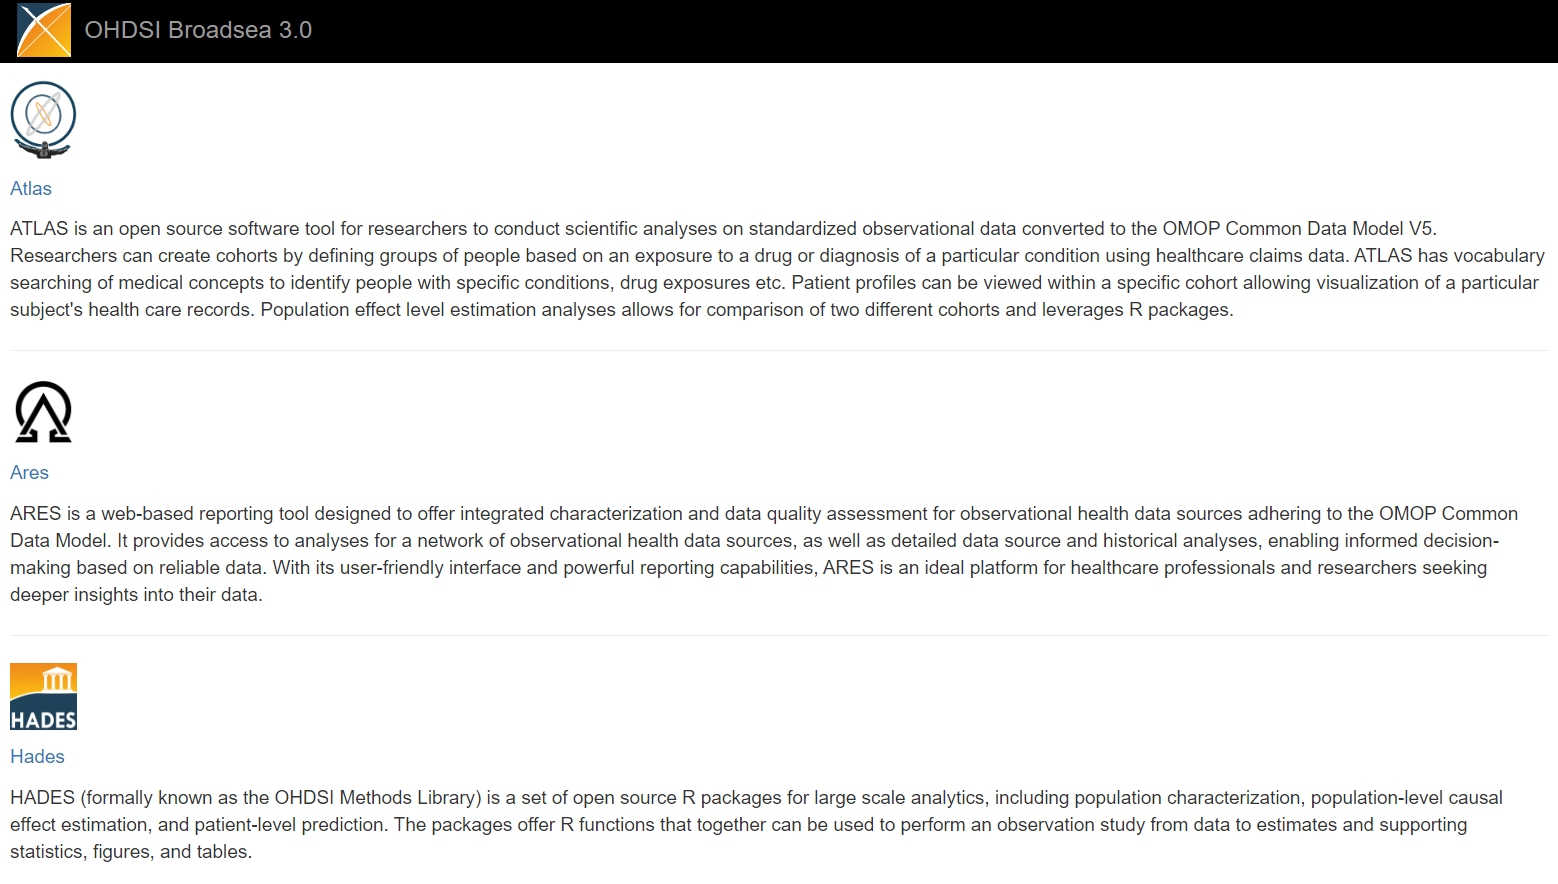 OHDSI Broadsea 3.0
Atlas
ATLAS is an open source software tool for researchers to conduct scientific analyses on standardized observational data converted to the OMOP Common Data Model V5.
Researchers can create cohorts by defining groups of people based on an exposure to a drug or diagnosis of a particular condition using healthcare claims data. ATLAS has vocabulary
searching of medical concepts to identify people with specific conditions, drug exposures etc. Patient profiles can be viewed within a specific cohort allowing visualization of a particular
subject's health care records. Population effect level estimation analyses allows for comparison of two different cohorts and leverages R packages.
Ares
ARES is a web-based reporting tool designed to offer integrated characterization and data quality assessment for observational health data sources adhering to the OMOP Common
Data Model. It provides access to analyses for a network of observational health data sources, as well as detailed data source and historical analyses, enabling informed decision-
making based on reliable data. With its user-friendly interface and powerful reporting capabilities, ARES is an ideal platform for healthcare professionals and researchers seeking
deeper insights into their data.
HADES
Hades
HADES (formally known as the OHDSI Methods Library) is a set of open source R packages for large scale analytics, including population characterization, population-level causal
effect estimation, and patient-level prediction. The packages offer R functions that together can be used to perform an observation study from data to estimates and supporting
statistics, figures, and tables.